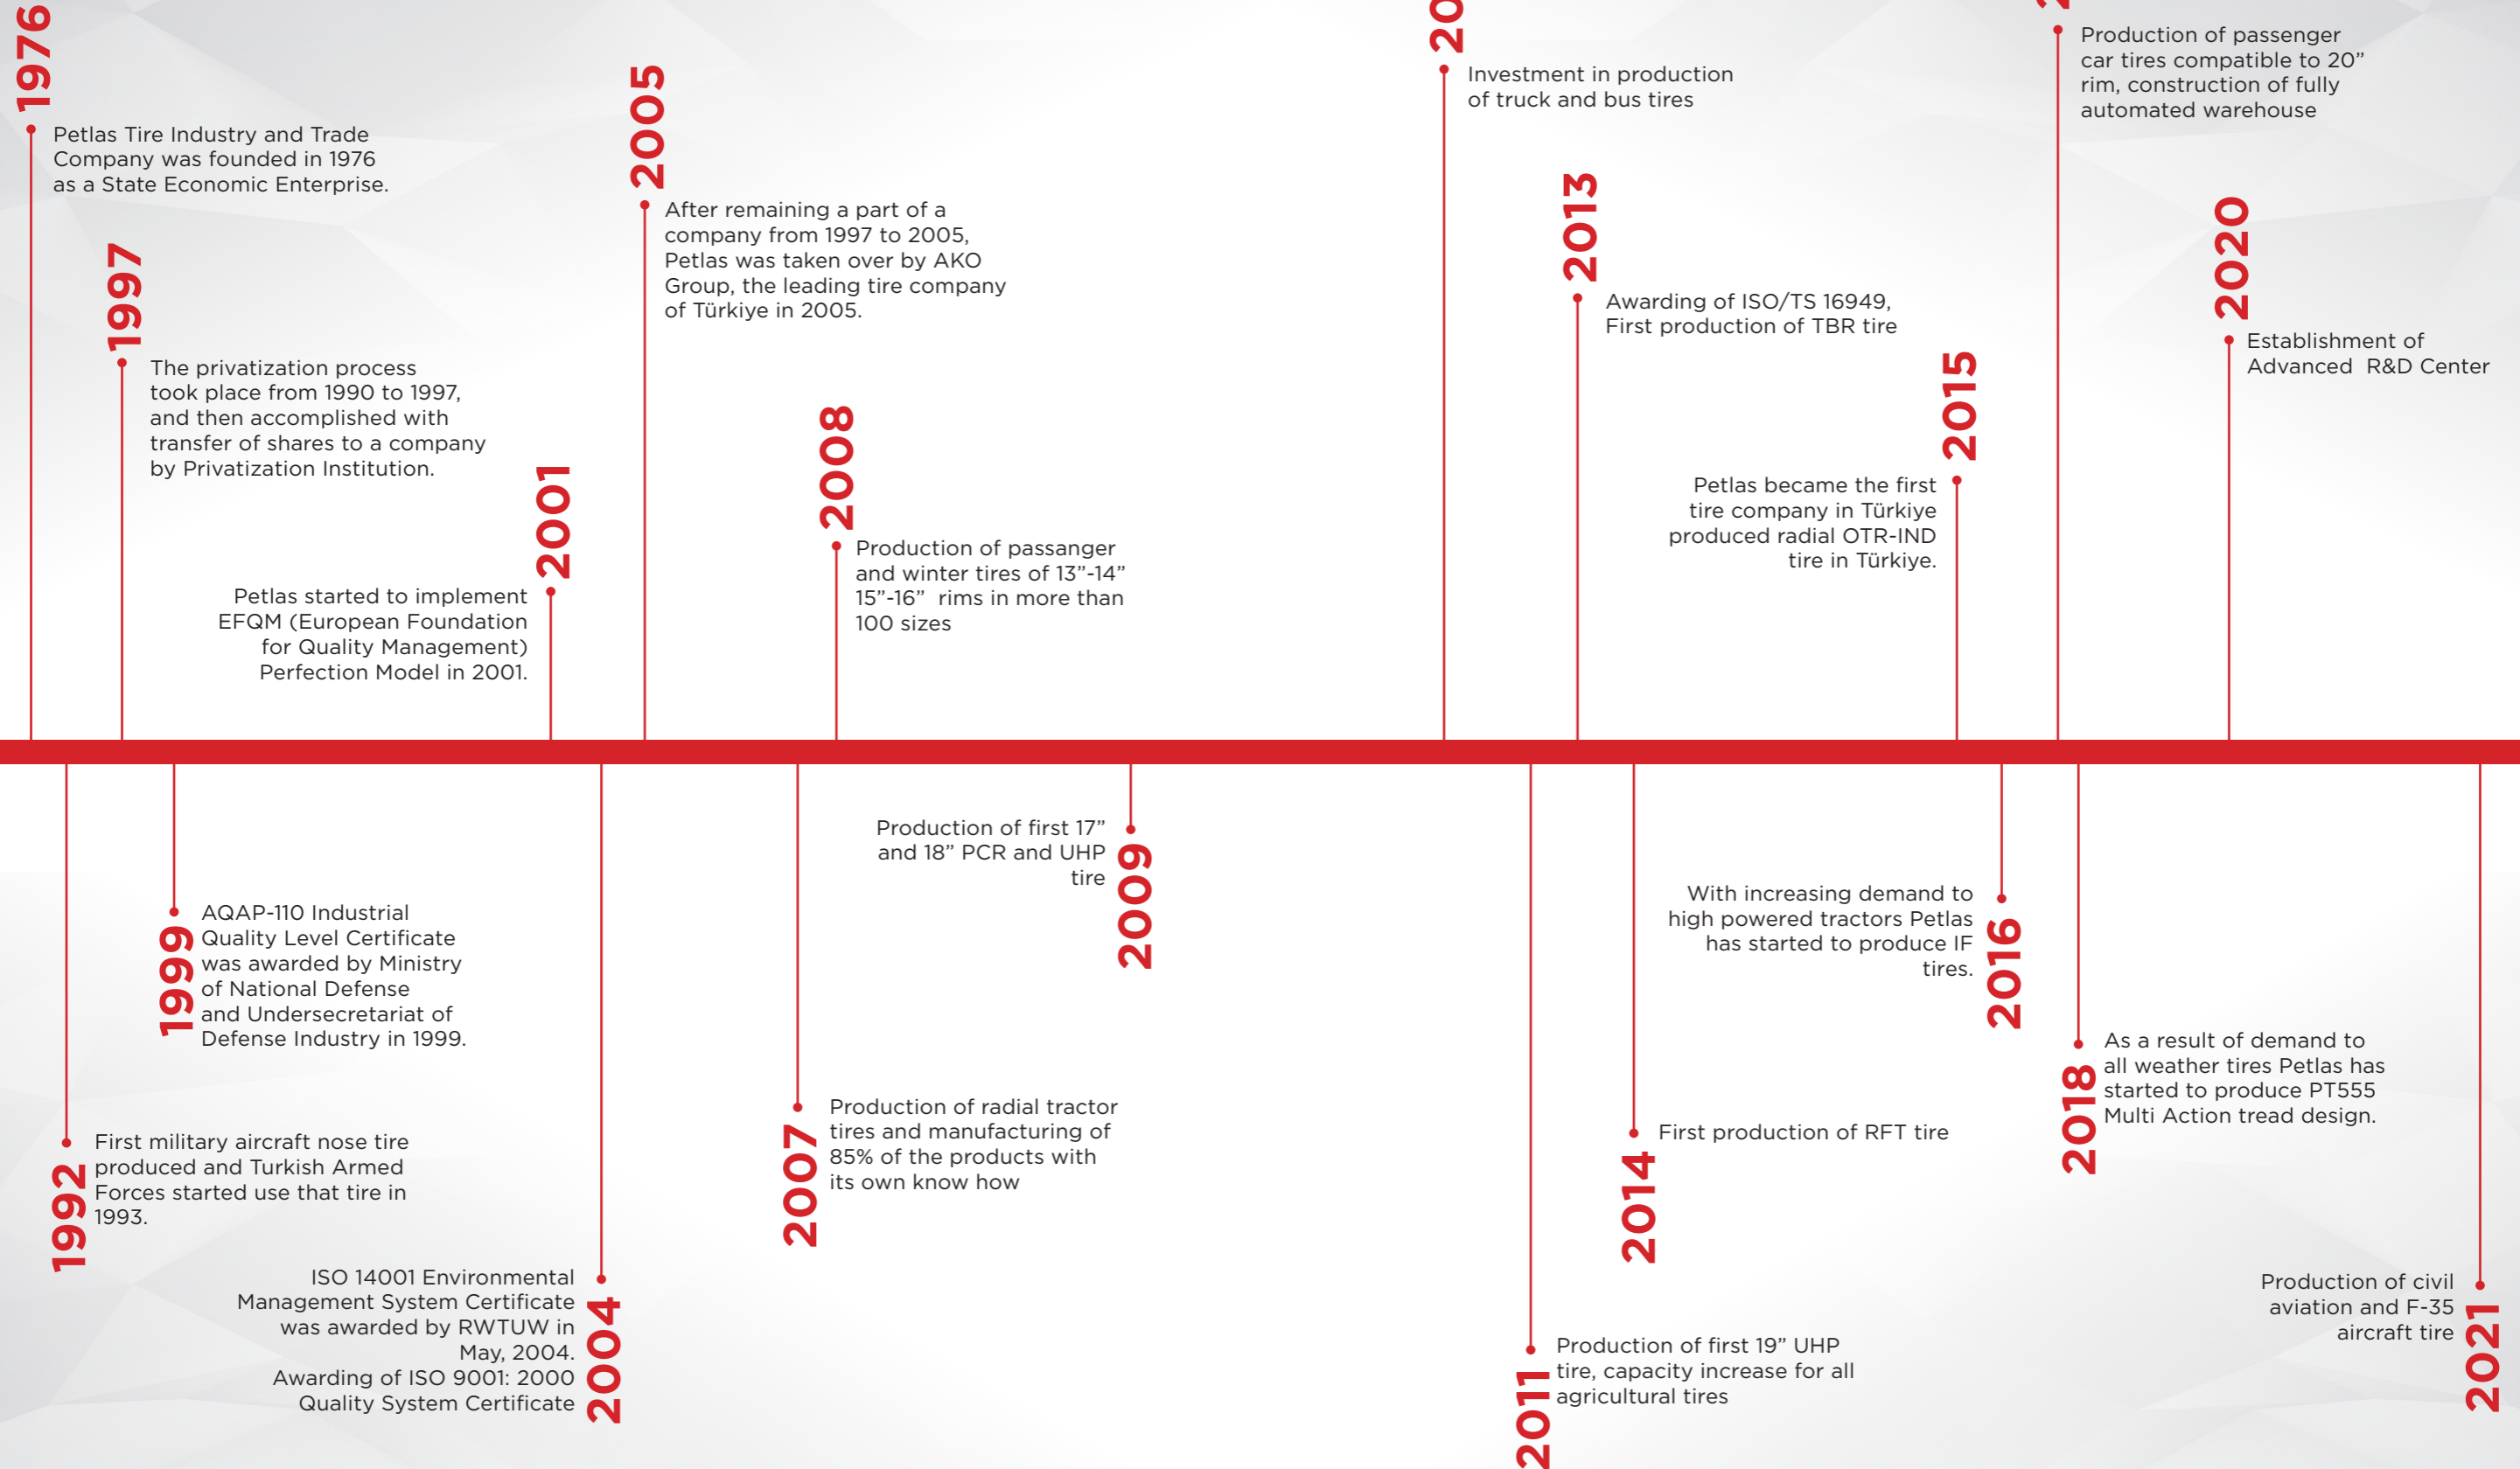 1976
Petlas Tire Industry and Trade
Company was founded in 1976
as a State Economic Enterprise.
1997
The privatization process
took place from 1990 to 1997,
and then accomplished with
transfer of shares to a company
by Privatization Institution.
2001
Petlas started to implement
EFQM (European Foundation
for Quality Management)
Perfection Model in 2001.
2005
After remaining a part of a
company from 1997 to 2005,
Petlas was taken over by AKO
Group, the leading tire company
of Türkiye in 2005.
2008
Production of passanger
and winter tires of 13”-14”
15”-16”  rims in more than
100 sizes
20
Investment in production
of truck and bus tires
2013
Awarding of ISO/TS 16949,
First production of TBR tire
2015
Petlas became the first
tire company in Türkiye
produced radial OTR-IND
tire in Türkiye.
Production of passenger
car tires compatible to 20”
rim, construction of fully
automated warehouse
2020
Establishment of
Advanced  R&D Center
1992
First military aircraft nose tire
produced and Turkish Armed
Forces started use that tire in
1993.
1999
AQAP-110 Industrial
Quality Level Certificate
was awarded by Ministry
of National Defense
and Undersecretariat of
Defense Industry in 1999.
ISO 14001 Environmental
Management System Certificate
was awarded by RWTUW in
May, 2004.
Awarding of ISO 9001: 2000
Quality System Certificate
2004
2007
Production of radial tractor
tires and manufacturing of
85% of the products with
its own know how
Production of first 17”
and 18” PCR and UHP
tire
2009
2011
Production of first 19” UHP
tire, capacity increase for all
agricultural tires
2014
First production of RFT tire
With increasing demand to
high powered tractors Petlas
has started to produce IF
tires.
2016
2018
As a result of demand to
all weather tires Petlas has
started to produce PT555
Multi Action tread design.
Production of civil
aviation and F-35
aircraft tire
2021